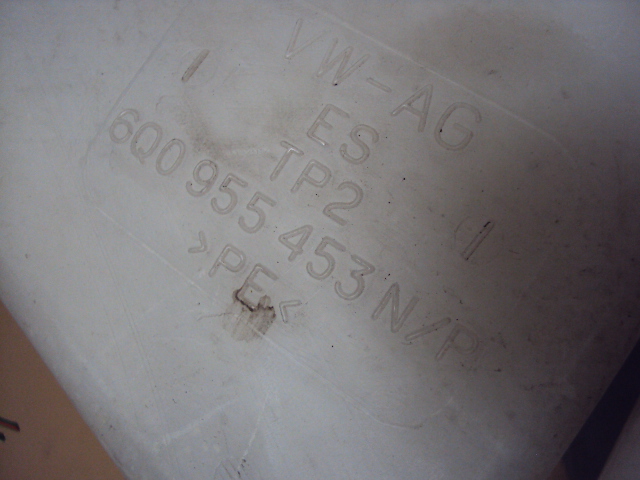 VW-AG
ES
TP2
6Q0 955 453 N/P
>PE<